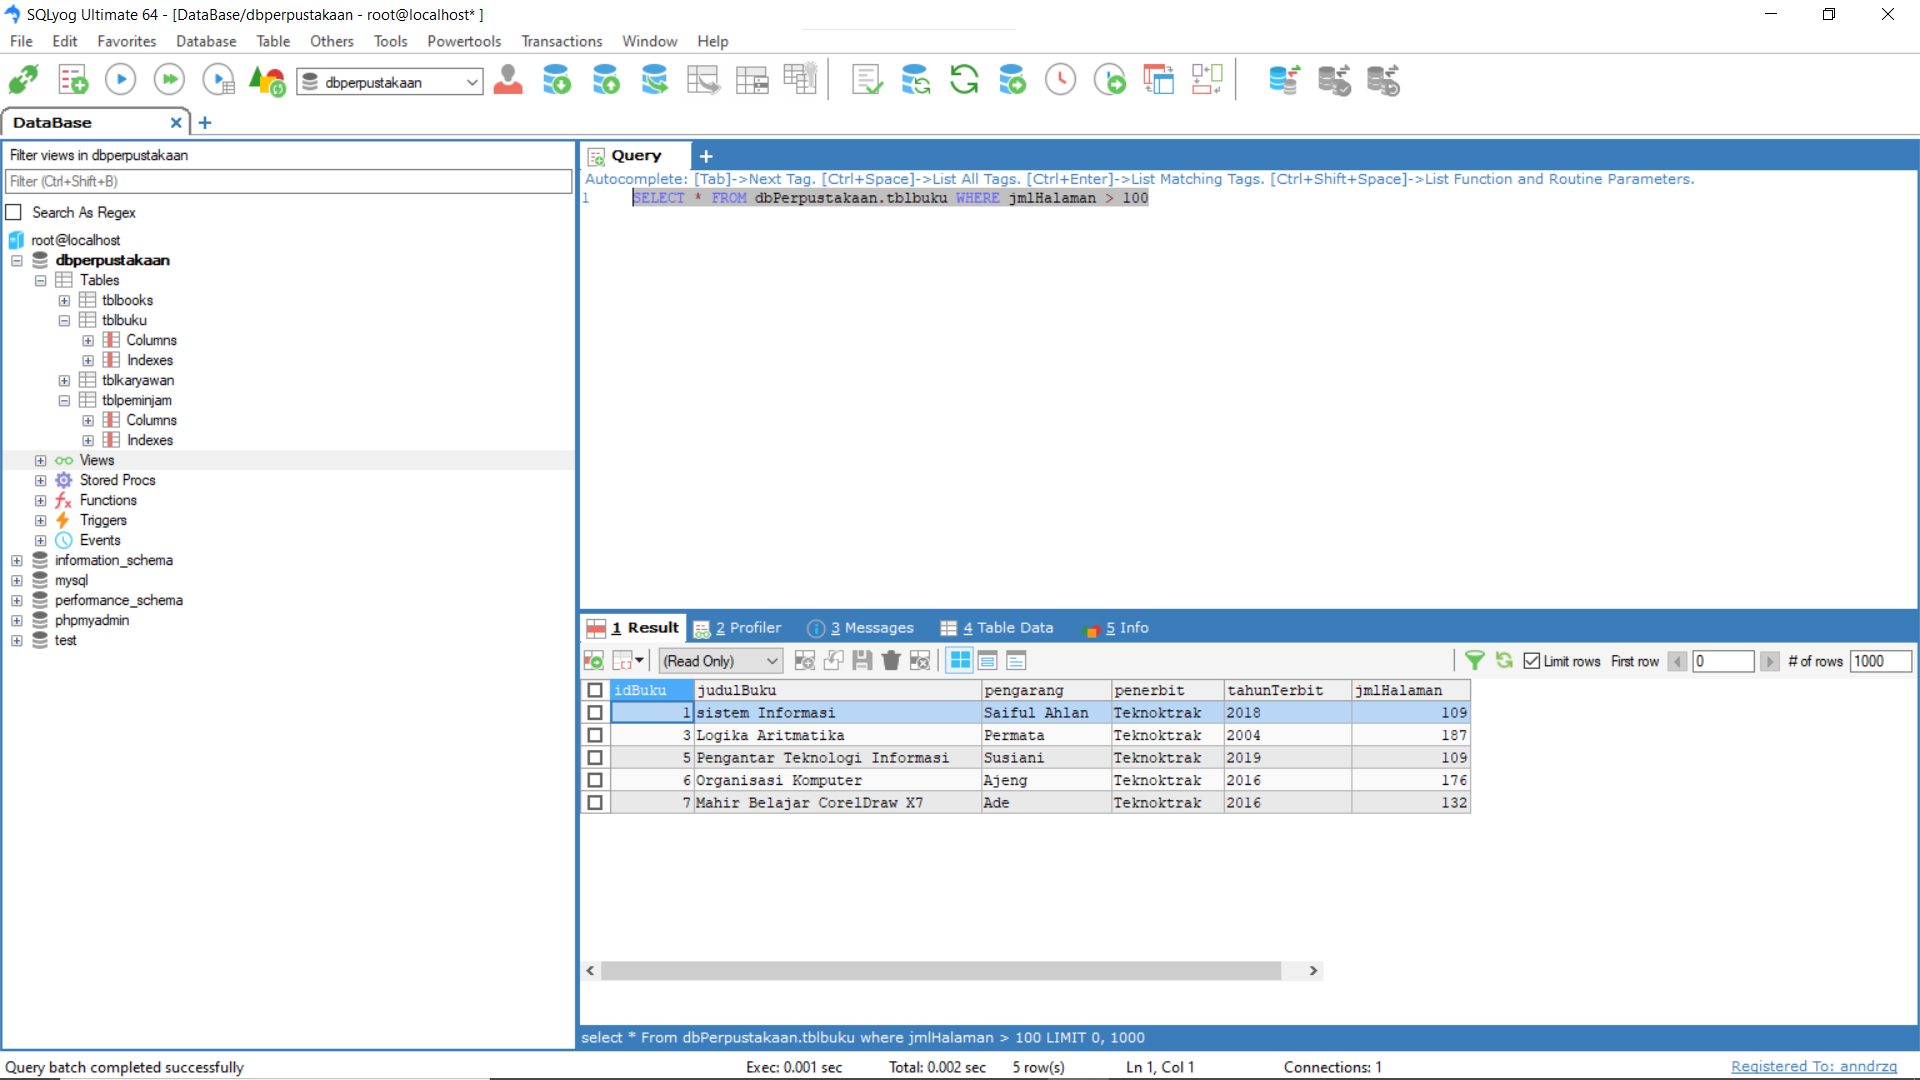 SQLyog Ultimate 64 - [DataBase/dbperpustakaan - root@localhost* ]
File Edit Favorites Database Table Others Tools Powertools Transactions Window Help
dbperpustakaan
DataBase
Filter views in dbperpustakaan
Filter (Ctrl+Shift+B)
Search As Regex
root@localhost
dbperpustakaan
Tables
tblbooks
tblbuku
Columns
Indexes
tblkaryawan
tblpeminjam
Columns
Indexes
Views
Stored Procs
Functions
Triggers
Events
information_schema
mysql
performance_schema
phpmyadmin
test
Query
Autocomplete: [Tab]->Next Tag. [Ctrl+Space]->List All Tags. [Ctrl+Enter]->List Matching Tags. [Ctrl+Shift+Space]->List Function and Routine Parameters.
1 SELECT * FROM dbPerpustakaan.tblbuku WHERE jmlHalaman > 100
1 Result 2 Profiler 3 Messages 4 Table Data 5 Info
(Read Only) Limit rows First row 0 # of rows 1000
idBuku judulBuku pengarang penerbit tahunTerbit jmlHalaman
1 sistem Informasi Saiful Ahlan Teknoktrak 2018 109
3 Logika Aritmatika Permata Teknoktrak 2004 187
5 Pengantar Teknologi Informasi Susiani Teknoktrak 2019 109
6 Organisasi Komputer Ajeng Teknoktrak 2016 176
7 Mahir Belajar CorelDraw X7 Ade Teknoktrak 2016 132
select * From dbPerpustakaan.tblbuku where jmlHalaman > 100 LIMIT 0, 1000
Query batch completed successfully Exec: 0.001 sec Total: 0.002 sec 5 row(s) Ln 1, Col 1 Connections: 1 Registered To: anndrzq